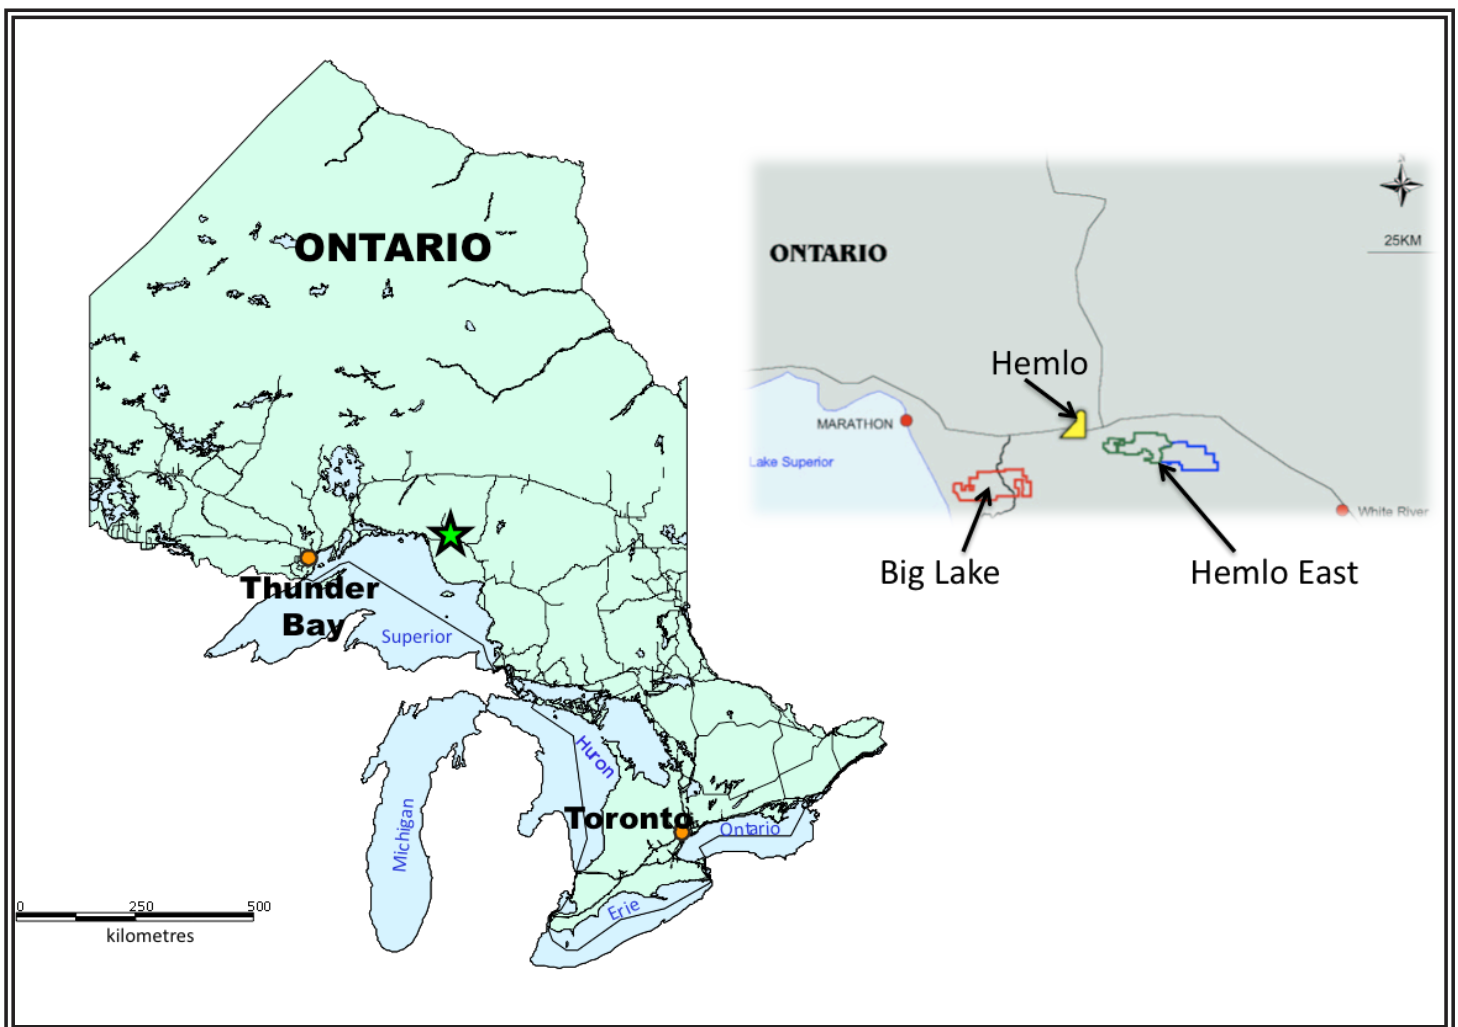 ONTARIO
Thunder
Bay
Superior
Michigan
Huron
Toronto
Ontario
Erie
0 250 500
kilometres
ONTARIO
25KM
Hemlo
MARATHON
Lake Superior
White River
Big Lake
Hemlo East